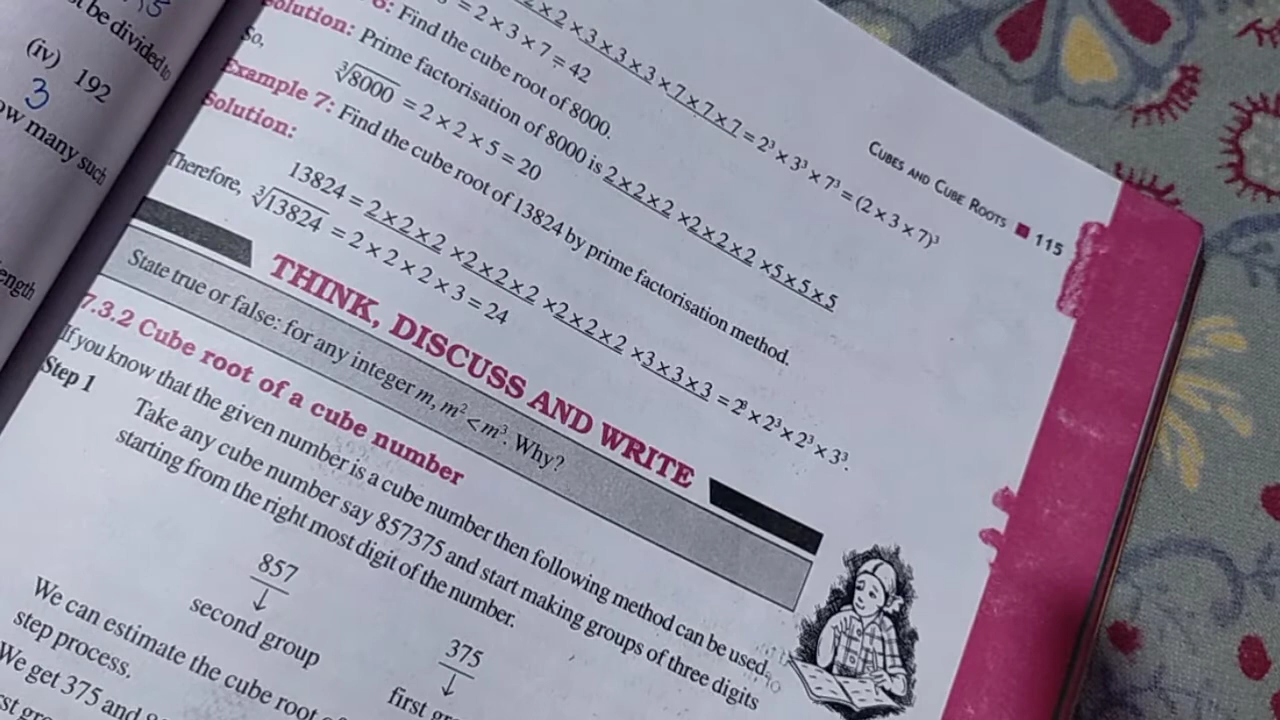 t be divided to
(iv) 192
3
ow many such
ength
CUBES AND CUBE ROOTS ■ 115
2 × 2 × 3 × 3 × 3 × 7 × 7 × 7 = 2³ × 3³ × 7³ = (2 × 3 × 7)³
= 2 × 3 × 7 = 42
6: Find the cube root of 8000.
olution: Prime factorisation of 8000 is 2 × 2 × 2 × 2 × 2 × 2 × 5 × 5 × 5
So,
∛8000 = 2 × 2 × 5 = 20
Example 7: Find the cube root of 13824 by prime factorisation method.
Solution:
13824 = 2 × 2 × 2 × 2 × 2 × 2 × 2 × 2 × 2 × 3 × 3 × 3 = 2³ × 2³ × 2³ × 3³.
Therefore, ∛13824 = 2 × 2 × 2 × 3 = 24
THINK, DISCUSS AND WRITE
State true or false: for any integer m, m² < m³. Why?
7.3.2 Cube root of a cube number
If you know that the given number is a cube number then following method can be used.
Step 1 Take any cube number say 857375 and start making groups of three digits
starting from the right most digit of the number.
857 375
↓ ↓
second group first gr
We can estimate the cube root
step process.
We get 375 and